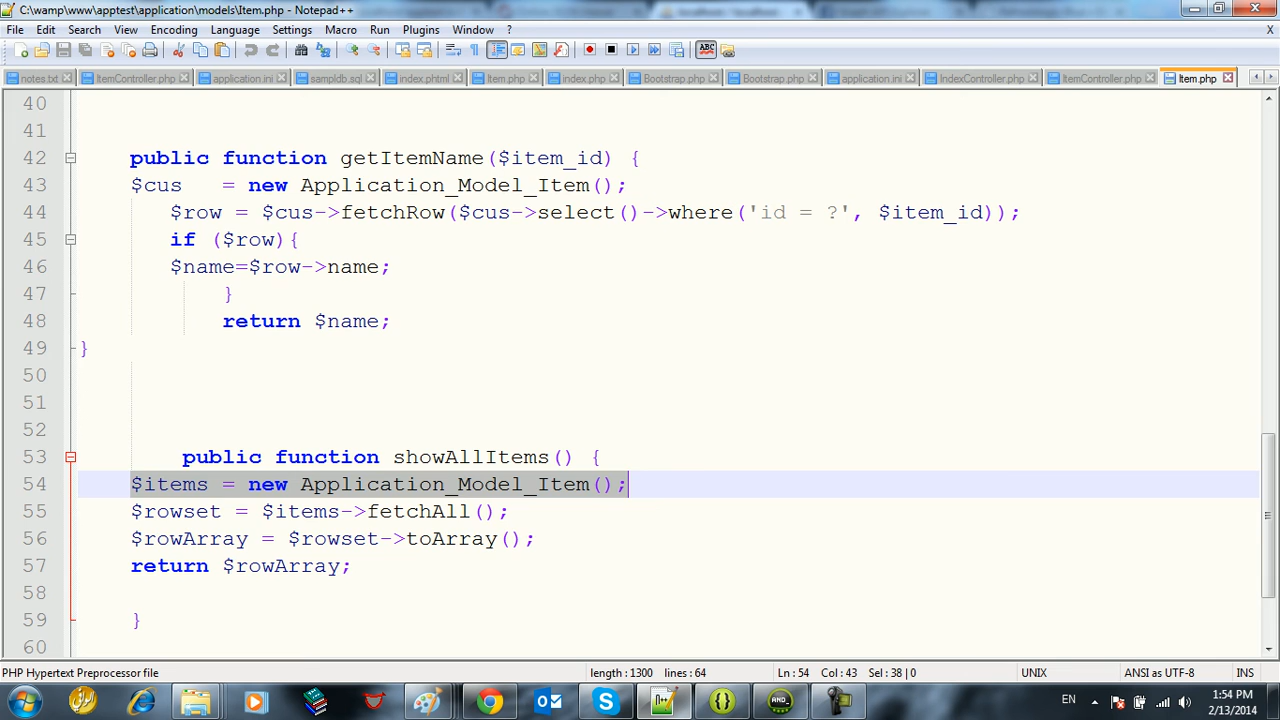 C:\wamp\www\apptest\application\models\Item.php - Notepad++
File Edit Search View Encoding Language Settings Macro Run Plugins Window ? X
notes.txt ItemController.php application.ini sampldb.sql index.phtml Item.php index.php Bootstrap.php Bootstrap.php application.ini IndexController.php ItemController.php Item.php
40
41
42 public function getItemName($item_id) {
43 $cus = new Application_Model_Item();
44 $row = $cus->fetchRow($cus->select()->where('id = ?', $item_id));
45 if ($row){
46 $name=$row->name;
47 }
48 return $name;
49 }
50
51
52
53 public function showAllItems() {
54 $items = new Application_Model_Item();
55 $rowset = $items->fetchAll();
56 $rowArray = $rowset->toArray();
57 return $rowArray;
58
59 }
60
PHP Hypertext Preprocessor file length : 1300 lines : 64 Ln : 54 Col : 43 Sel : 38 | 0 UNIX ANSI as UTF-8 INS
EN 1:54 PM
2/13/2014